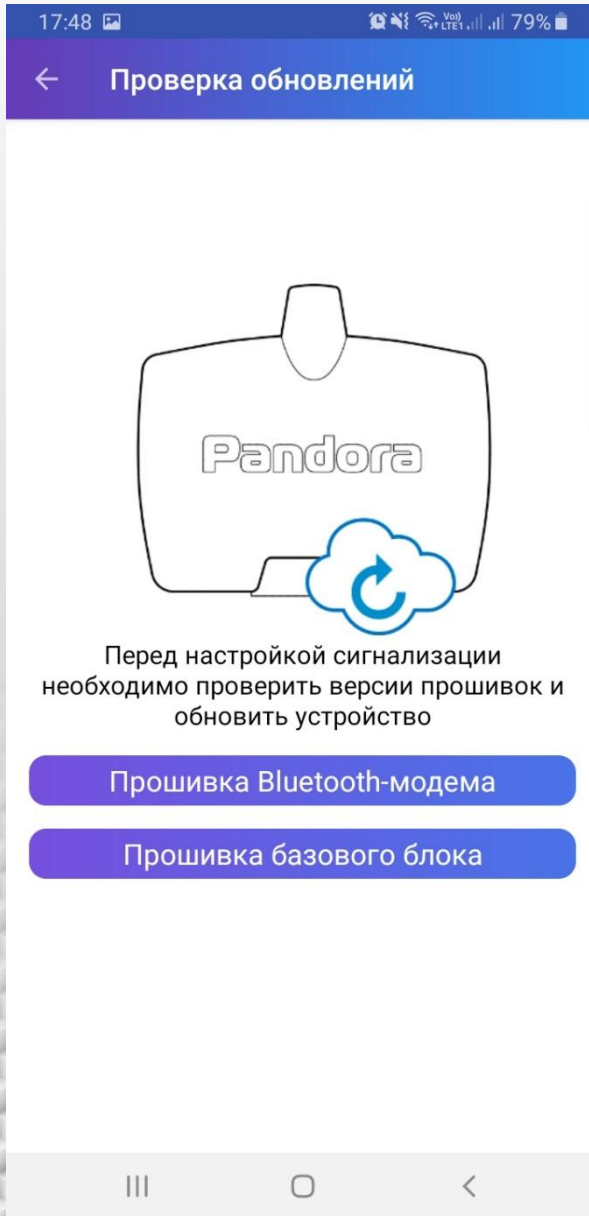 17:48 79%
Проверка обновлений
Pandora
Перед настройкой сигнализации
необходимо проверить версии прошивок и
обновить устройство
Прошивка Bluetooth-модема
Прошивка базового блока